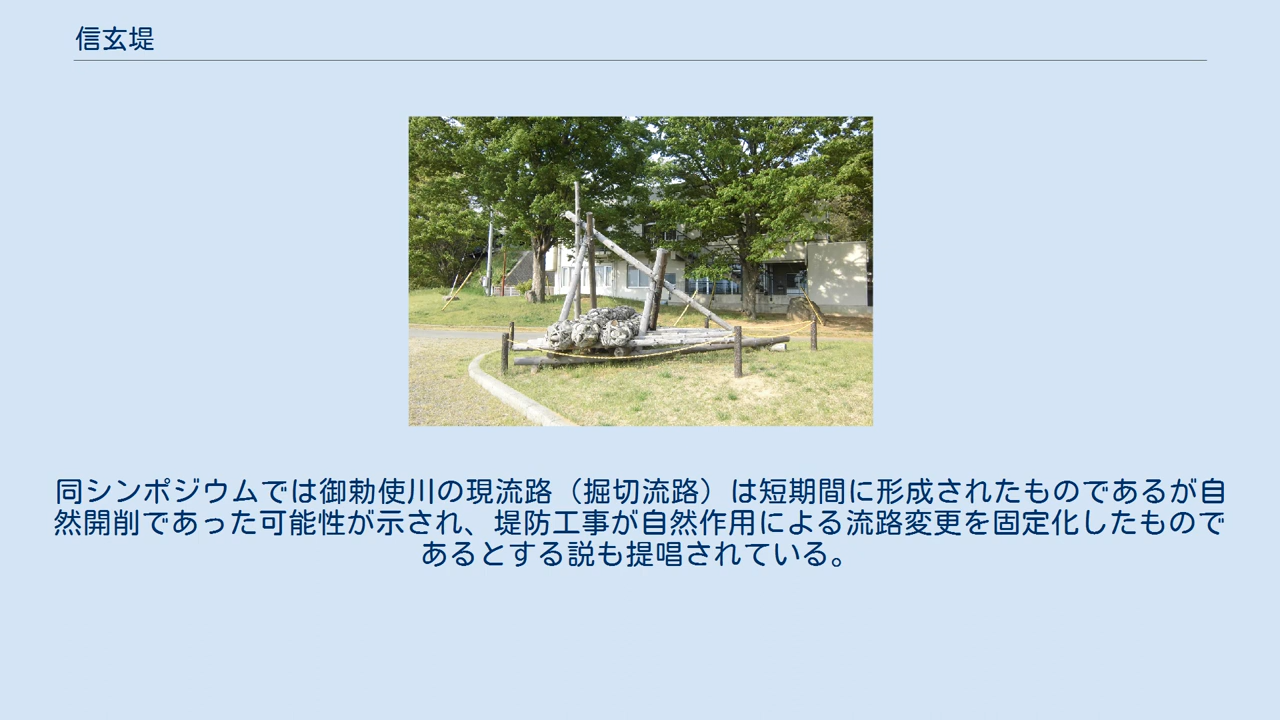 信玄堤
同シンポジウムでは御勅使川の現流路（掘切流路）は短期間に形成されたものであるが自
然開削であった可能性が示され、堤防工事が自然作用による流路変更を固定化したもので
あるとする説も提唱されている。